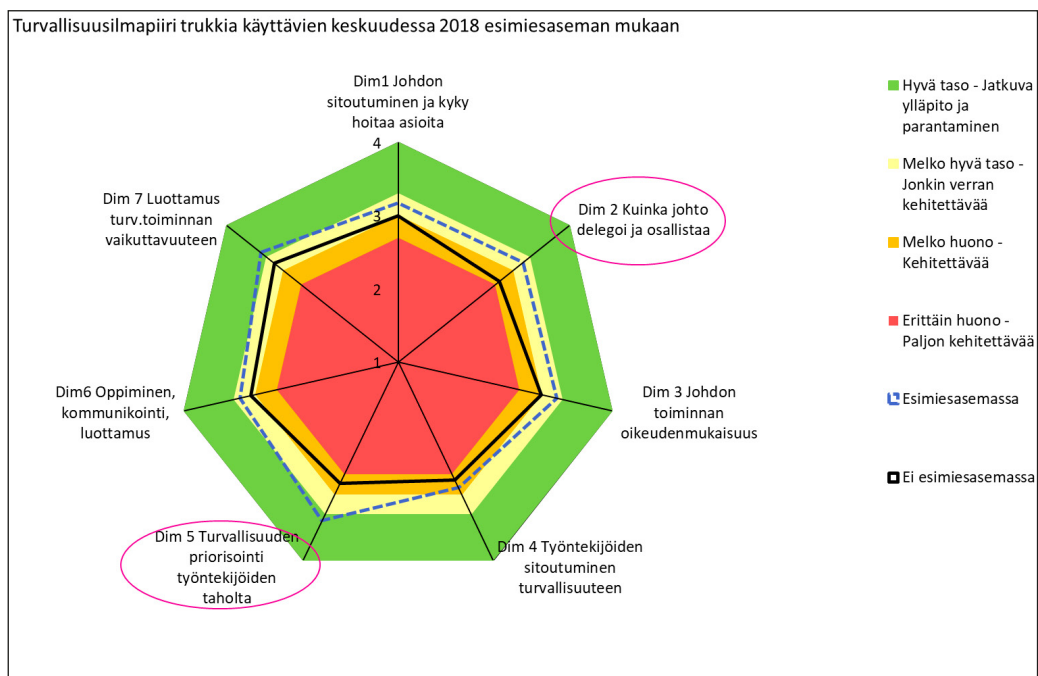 Turvallisuusilmapiiri trukkia käyttävien keskuudessa 2018 esimiesaseman mukaan
Dim1 Johdon
sitoutuminen ja kyky
hoitaa asioita
4
3
2
1
Dim 2 Kuinka johto
delegoi ja osallistaa
Dim 3 Johdon
toiminnan
oikeudenmukaisuus
Dim 4 Työntekijöiden
sitoutuminen
turvallisuuteen
Dim 5 Turvallisuuden
priorisointi
työntekijöiden
taholta
Dim6 Oppiminen,
kommunikointi,
luottamus
Dim 7 Luottamus
turv.toiminnan
vaikuttavuuteen
Hyvä taso - Jatkuva
ylläpito ja
parantaminen
Melko hyvä taso -
Jonkin verran
kehitettävää
Melko huono -
Kehitettävää
Erittäin huono -
Paljon kehitettävää
Esimiesasemassa
Ei esimiesasemassa